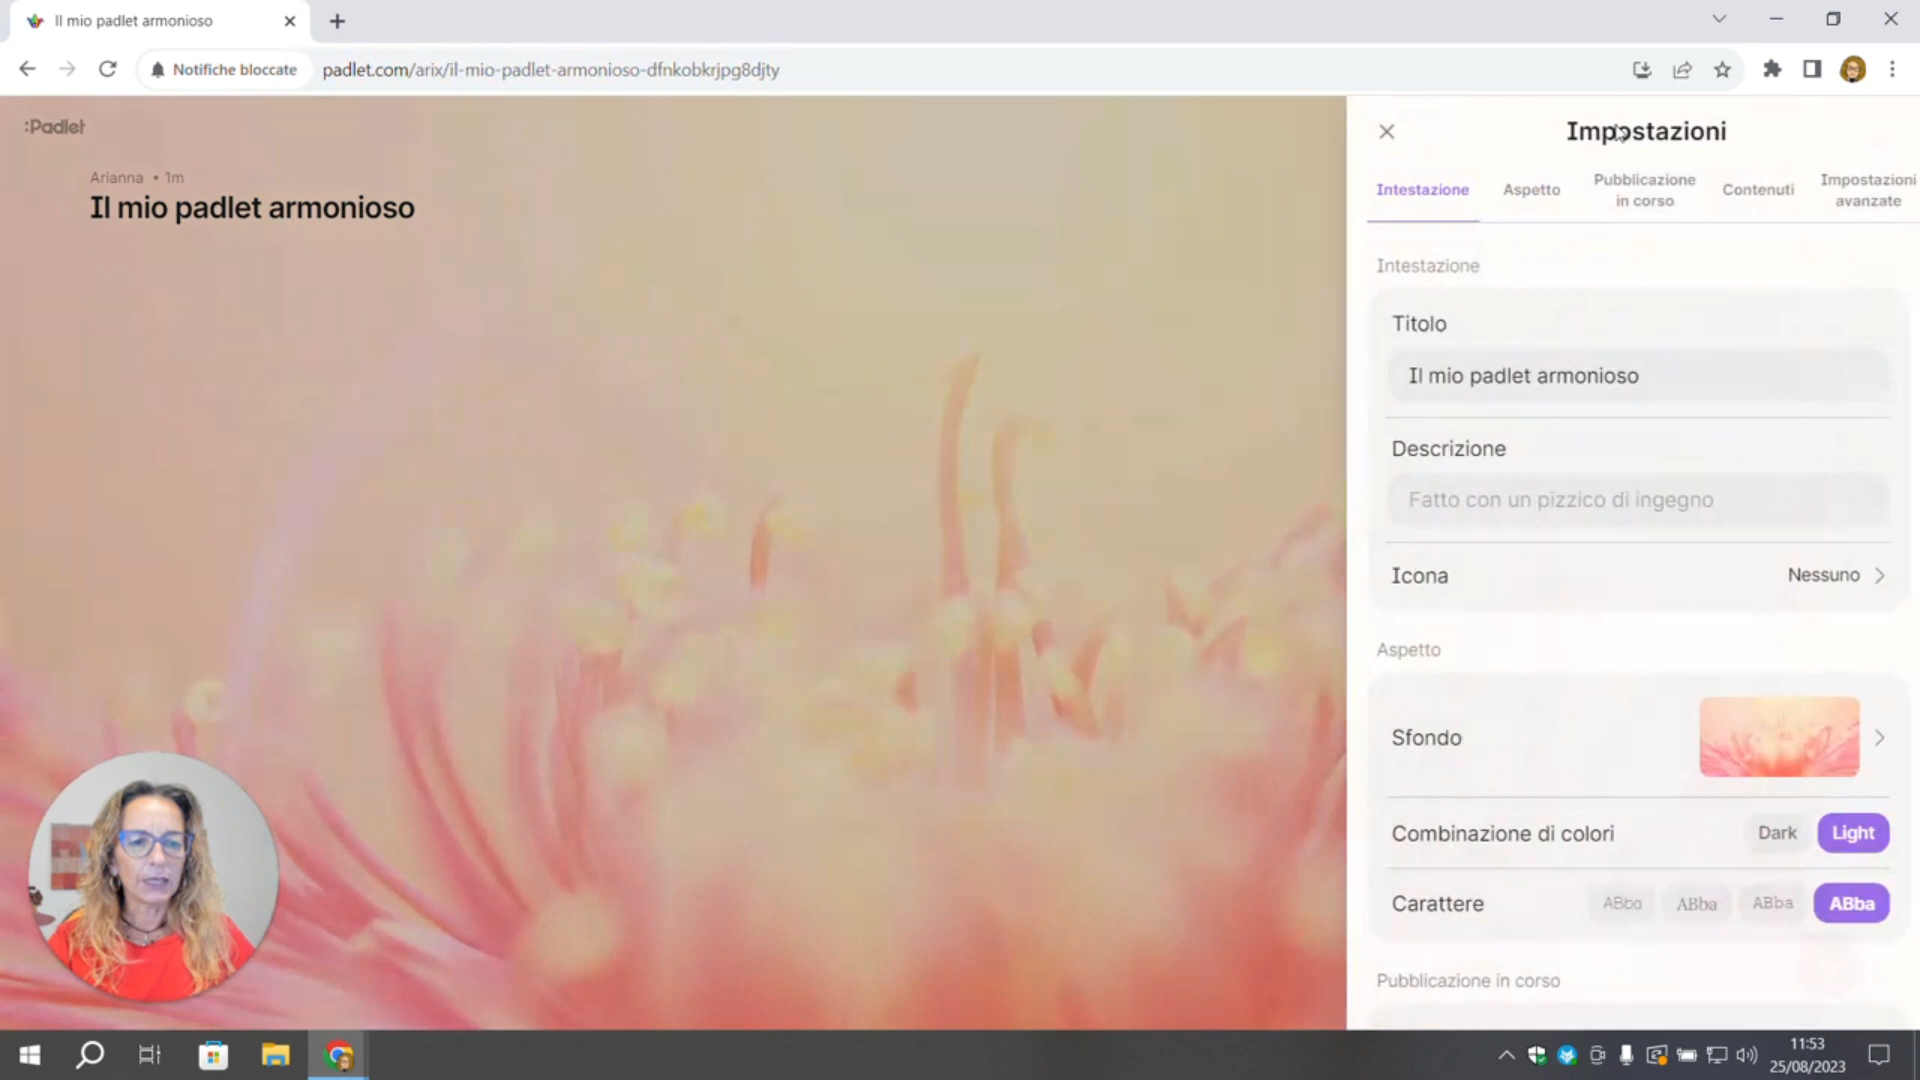 Il mio padlet armonioso
Notifiche bloccate
padlet.com/arix/il-mio-padlet-armonioso-dfnkobkrjpg8djty
:Padlet
Arianna • 1m
Il mio padlet armonioso
Impostazioni
Intestazione
Aspetto
Pubblicazione
in corso
Contenuti
Impostazioni
avanzate
Intestazione
Titolo
Il mio padlet armonioso
Descrizione
Fatto con un pizzico di ingegno
Icona
Nessuno
Aspetto
Sfondo
Combinazione di colori
Dark
Light
Carattere
ABba
ABba
ABba
ABba
Pubblicazione in corso
11:53
25/08/2023